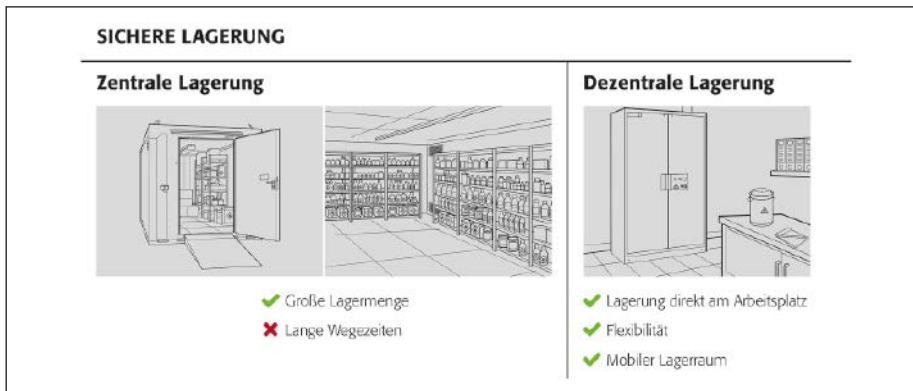 SICHERE LAGERUNG
Zentrale Lagerung
Große Lagermenge
Lange Wegezeiten
Dezentrale Lagerung
Lagerung direkt am Arbeitsplatz
Flexibilität
Mobiler Lagerraum